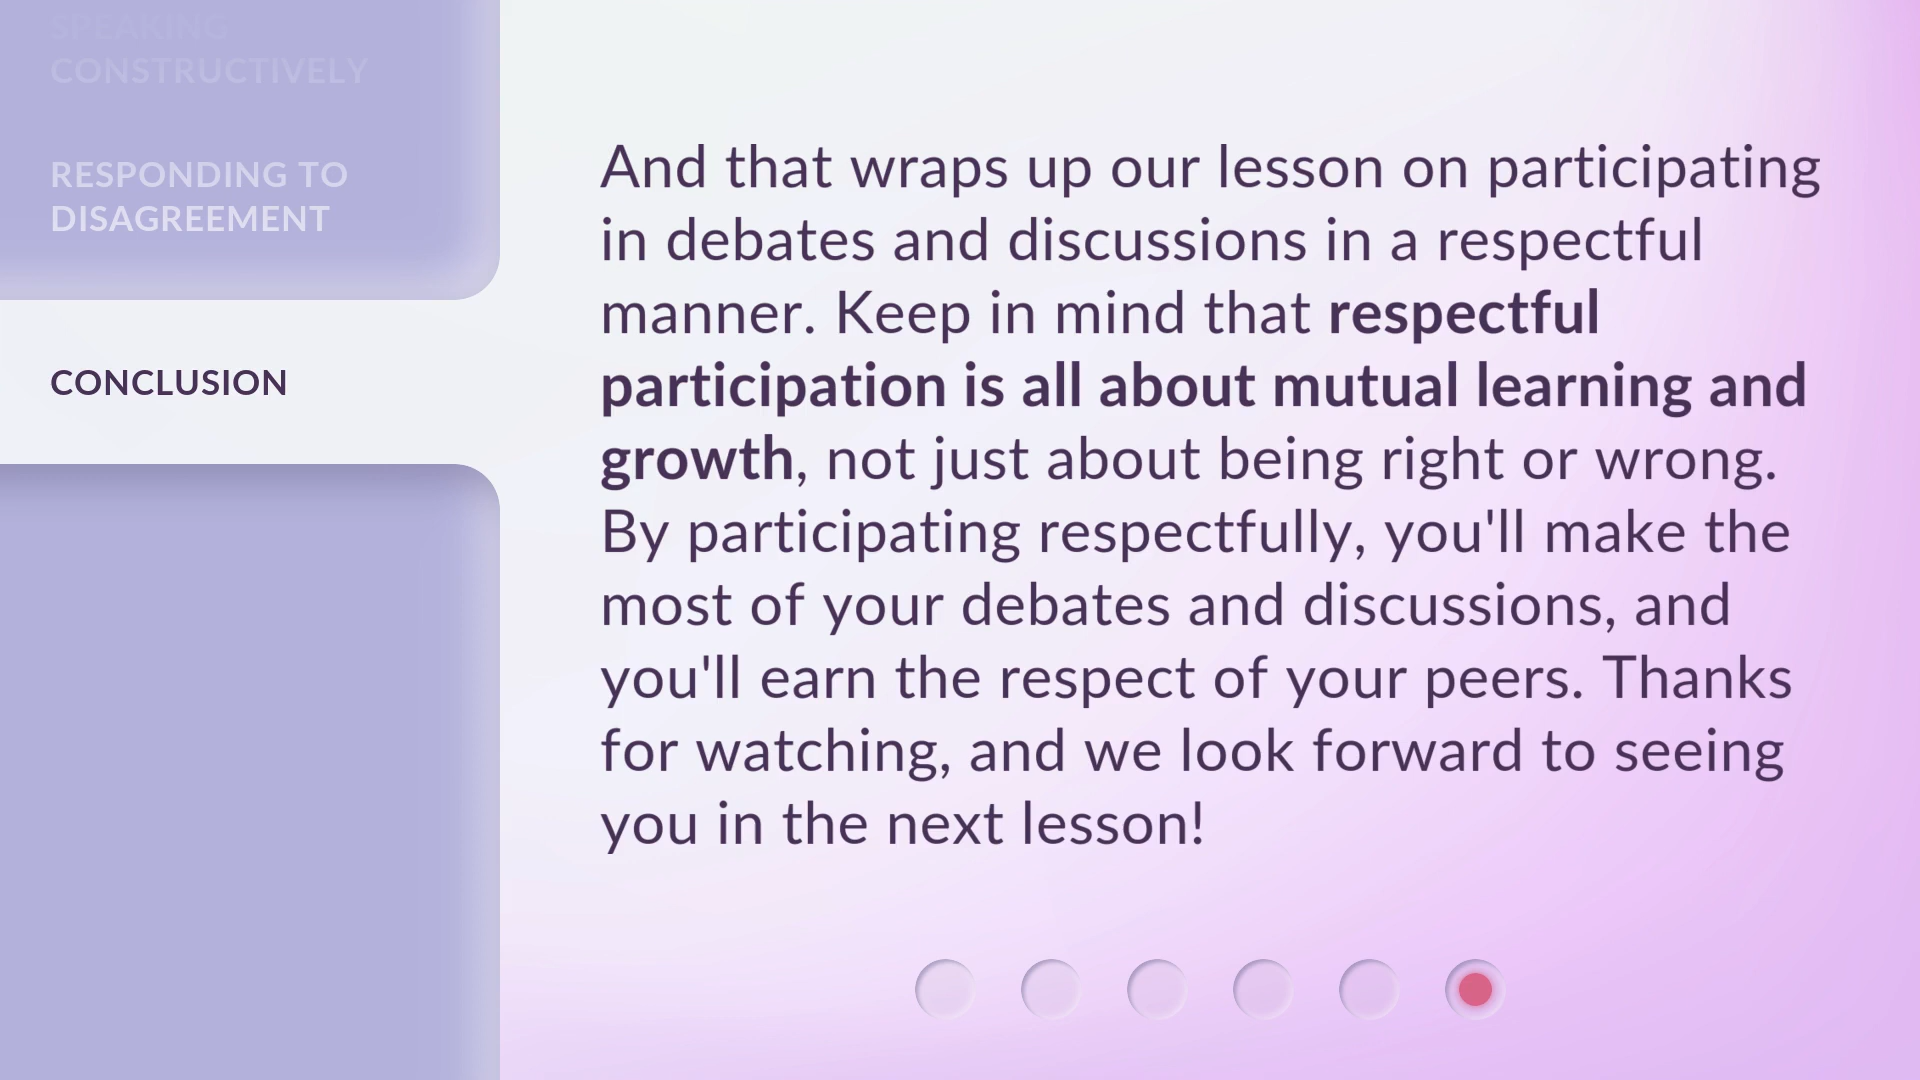 SPEAKING
CONSTRUCTIVELY
RESPONDING TO
DISAGREEMENT
CONCLUSION
And that wraps up our lesson on participating
in debates and discussions in a respectful
manner. Keep in mind that respectful
participation is all about mutual learning and
growth, not just about being right or wrong.
By participating respectfully, you'll make the
most of your debates and discussions, and
you'll earn the respect of your peers. Thanks
for watching, and we look forward to seeing
you in the next lesson!